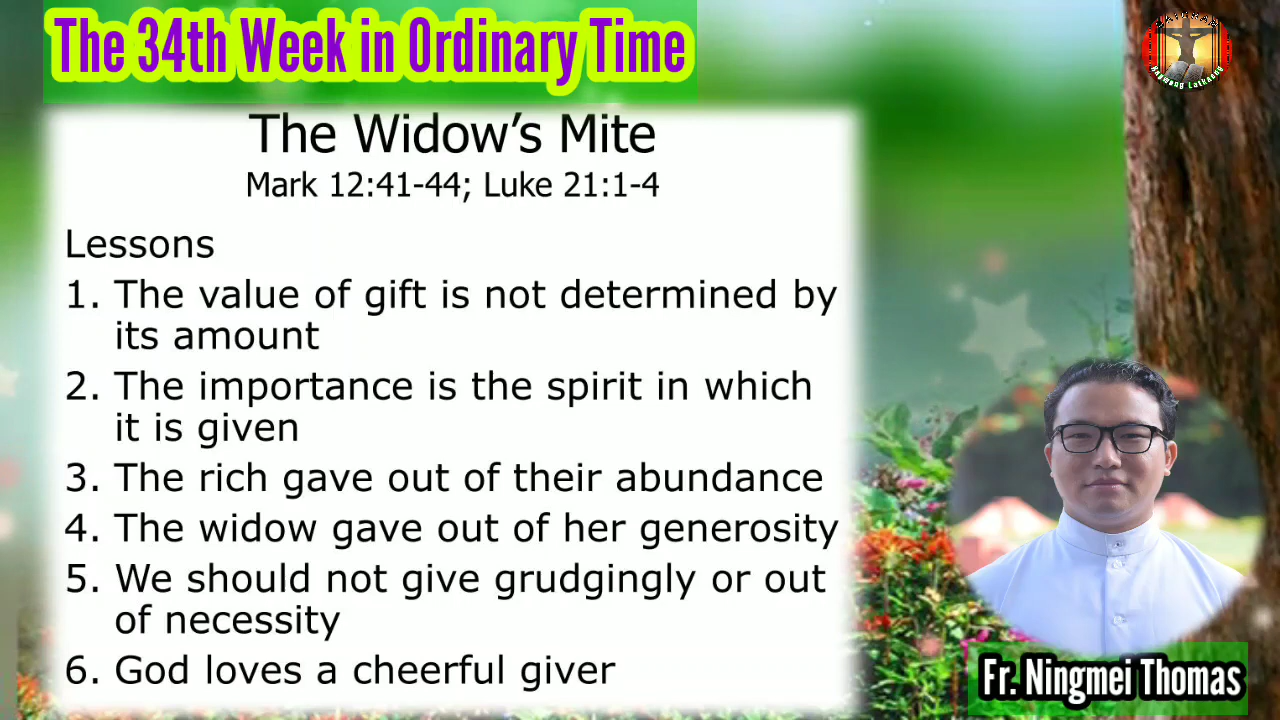 The 34th Week in Ordinary Time
The Widow’s Mite
Mark 12:41-44; Luke 21:1-4
Lessons
1. The value of gift is not determined by
its amount
2. The importance is the spirit in which
it is given
3. The rich gave out of their abundance
4. The widow gave out of her generosity
5. We should not give grudgingly or out
of necessity
6. God loves a cheerful giver
Fr. Ningmei Thomas